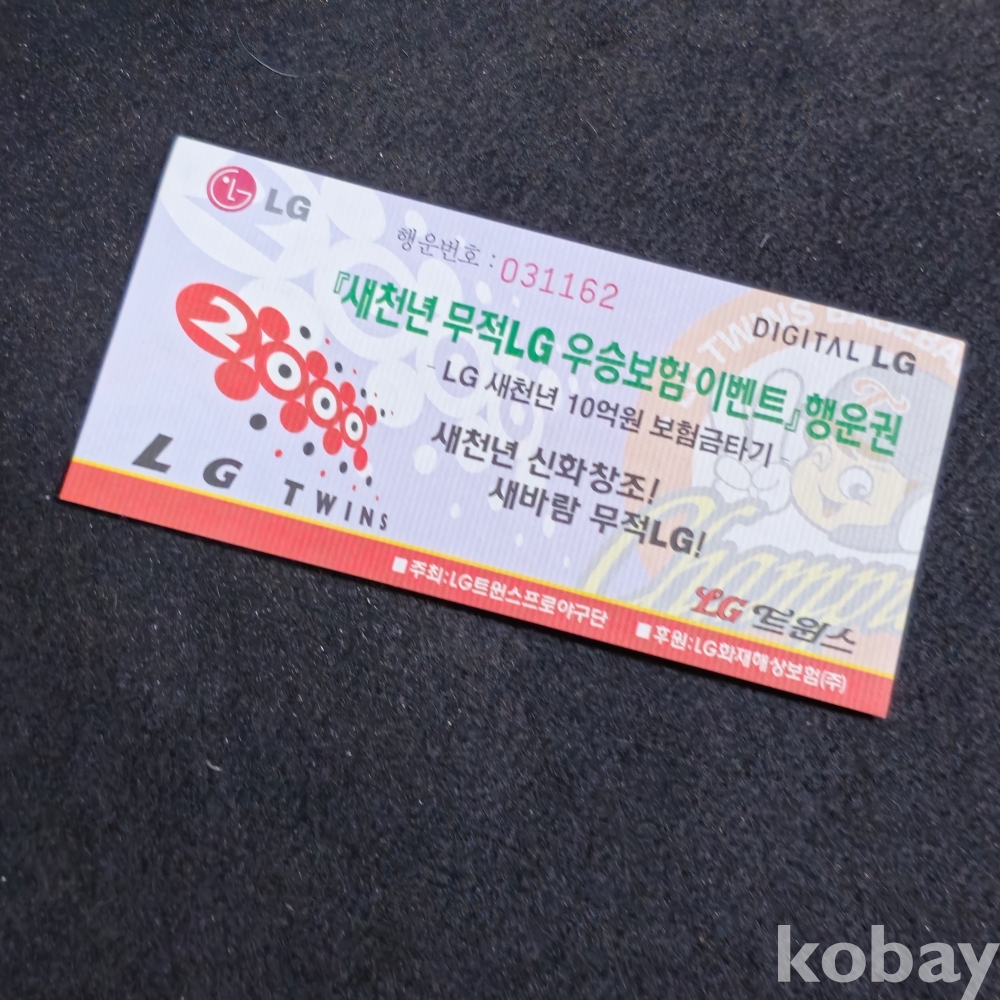 LG
행운번호 : 031162
DIGITAL LG
『새천년 무적LG 우승보험 이벤트』행운권
- LG 새천년 10억원 보험금타기 -
새천년 신화창조!
새바람 무적LG!
2000
LG TWINS
TWINS
LG 트윈스
■주최:LG트윈스프로야구단 ■후원:LG화재해상보험(주)
kobay